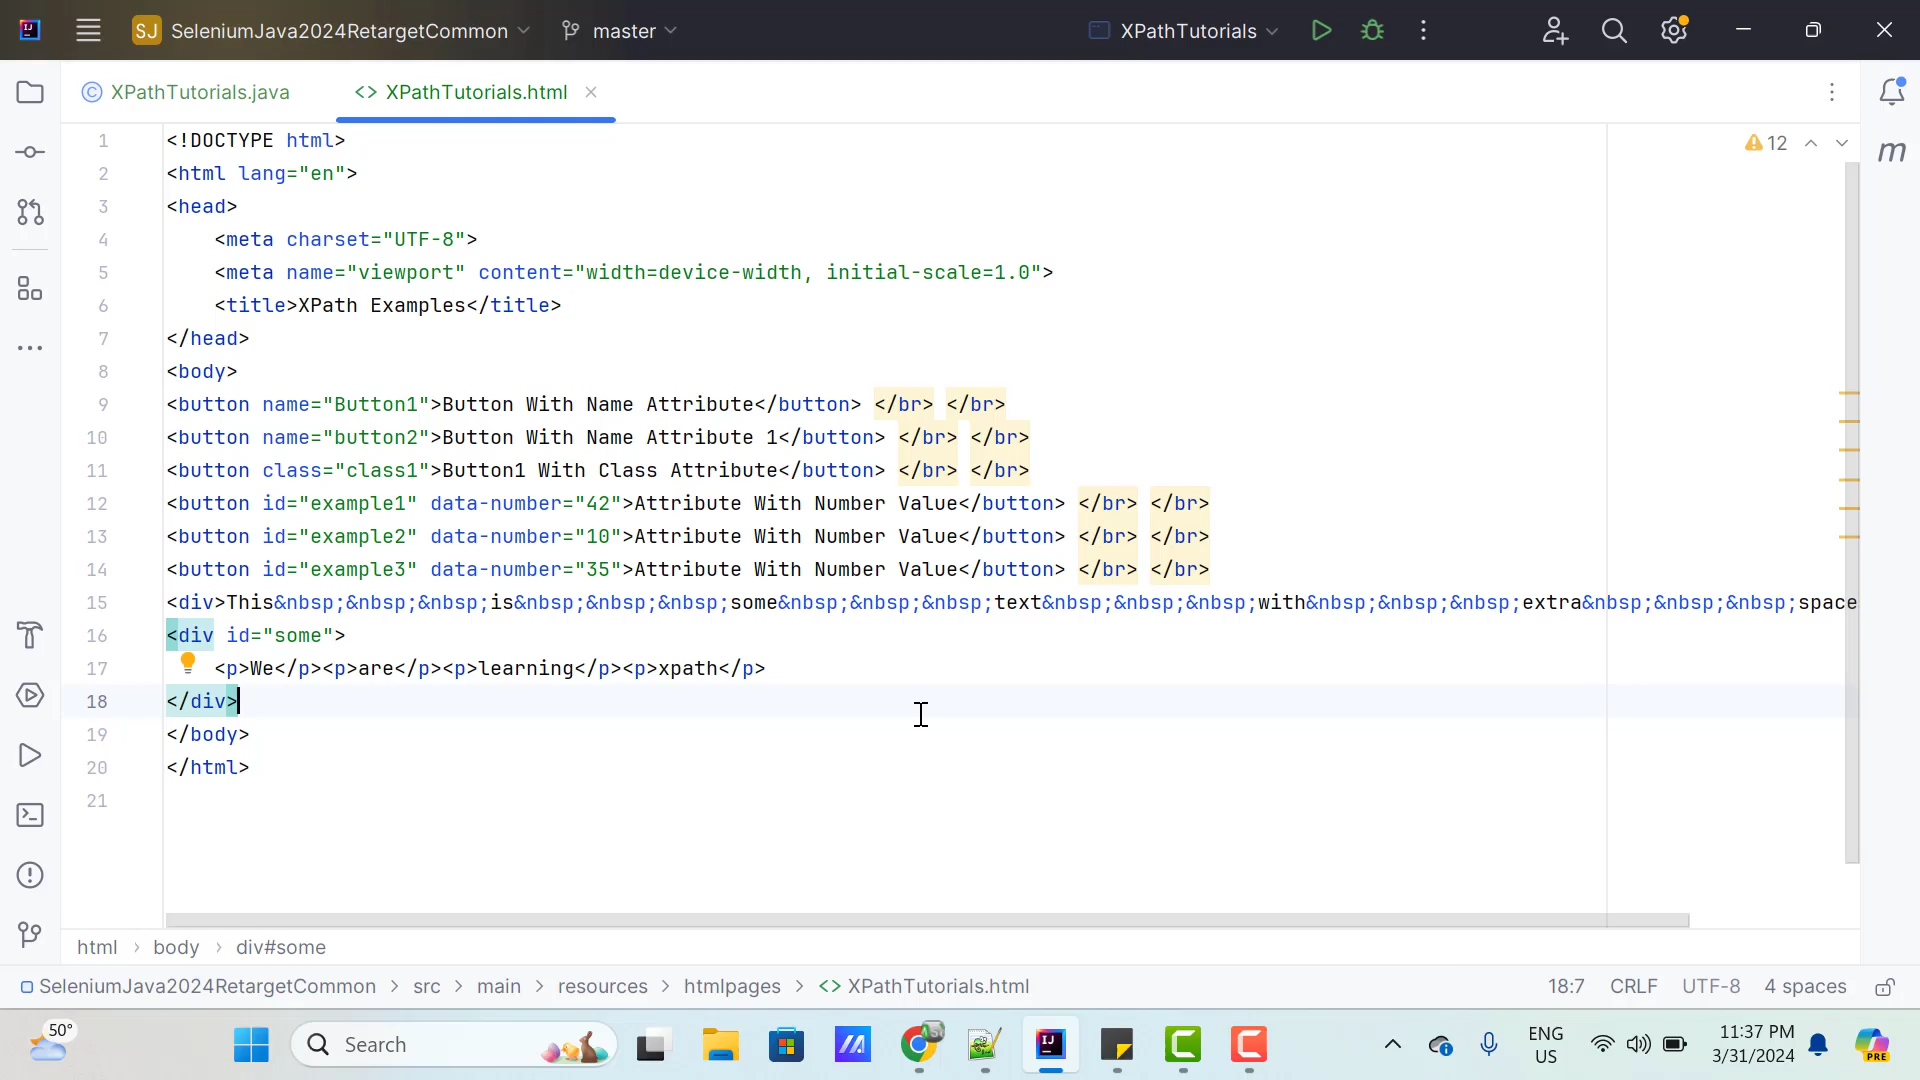 SJ SeleniumJava2024RetargetCommon master XPathTutorials
XPathTutorials.java XPathTutorials.html
12
m
1 <!DOCTYPE html>
2 <html lang="en">
3 <head>
4 <meta charset="UTF-8">
5 <meta name="viewport" content="width=device-width, initial-scale=1.0">
6 <title>XPath Examples</title>
7 </head>
8 <body>
9 <button name="Button1">Button With Name Attribute</button> </br> </br>
10 <button name="button2">Button With Name Attribute 1</button> </br> </br>
11 <button class="class1">Button1 With Class Attribute</button> </br> </br>
12 <button id="example1" data-number="42">Attribute With Number Value</button> </br> </br>
13 <button id="example2" data-number="10">Attribute With Number Value</button> </br> </br>
14 <button id="example3" data-number="35">Attribute With Number Value</button> </br> </br>
15 <div>This&nbsp;&nbsp;&nbsp;is&nbsp;&nbsp;&nbsp;some&nbsp;&nbsp;&nbsp;text&nbsp;&nbsp;&nbsp;with&nbsp;&nbsp;&nbsp;extra&nbsp;&nbsp;&nbsp;space
16 <div id="some">
17 <p>We</p><p>are</p><p>learning</p><p>xpath</p>
18 </div>
19 </body>
20 </html>
21
html > body > div#some
SeleniumJava2024RetargetCommon > src > main > resources > htmlpages > <> XPathTutorials.html 18:7 CRLF UTF-8 4 spaces
50° Search ENG US 11:37 PM 3/31/2024 PRE